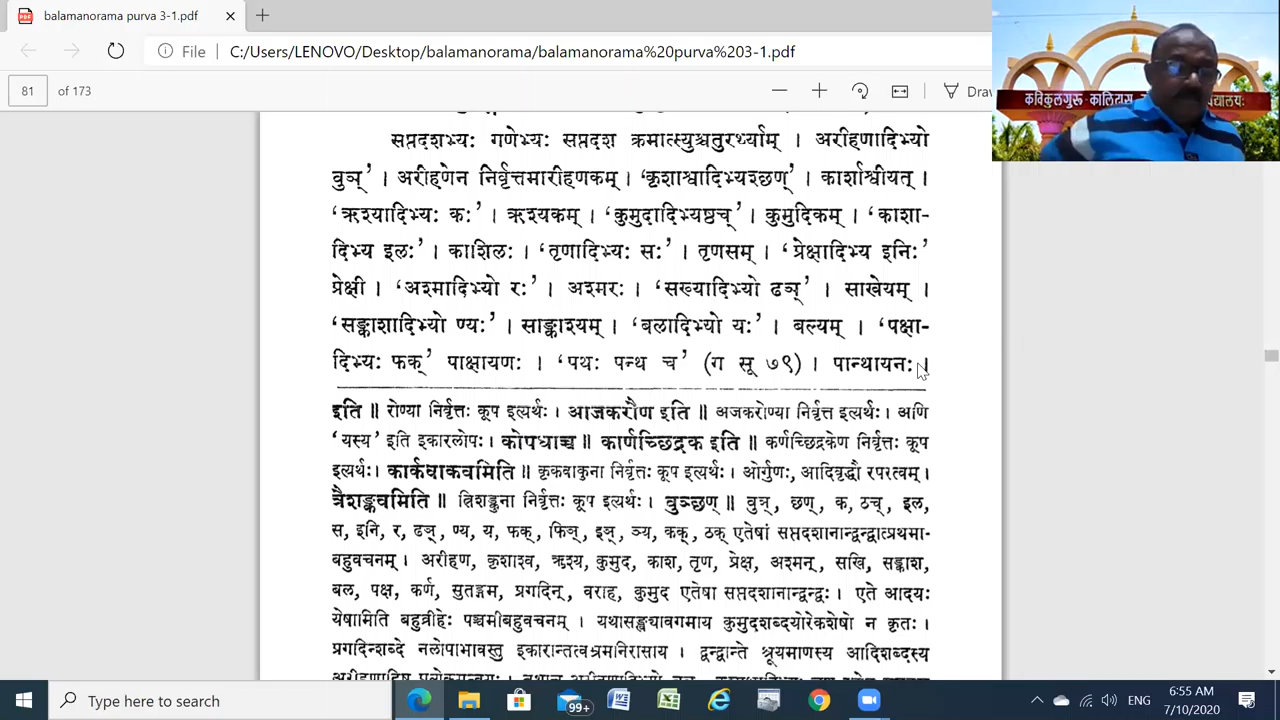 balamanorama purva 3-1.pdf
File
C:/Users/LENOVO/Desktop/balamanorama/balamanorama%20purva%203-1.pdf
81 of 173
Draw
कविकुलगुरू कालिदास
सप्तदशभ्यः गणेभ्यः सप्तदश क्रमात्स्युश्चतुरर्थ्याम् । अरीहणादिभ्यो
वुञ्' । अरीहणेन निर्वृत्तमारीहणकम् । 'कृशाश्वादिभ्यश्छण्' । कार्शाश्वीयत् ।
'ऋश्यादिभ्यः कः' । ऋश्यकम् । 'कुमुदादिभ्यष्ठच्' । कुमुदिकम् । 'काशा-
दिभ्य इलः' । काशिलः । 'तृणादिभ्यः सः' । तृणसम् । 'प्रेक्षादिभ्य इनिः'
प्रेक्षी । 'अश्मादिभ्यो रः' । अश्मरः । 'सख्यादिभ्यो ढञ्' । साखेयम् ।
'सङ्काशादिभ्यो ण्यः' । साङ्काश्यम् । 'बलादिभ्यो यः' । बल्यम् । 'पक्षा-
दिभ्यः फक्' पाक्षायणः । 'पथः पन्थ च' (ग सू ७९) । पान्थायनः ।
इति ॥ रोण्या निर्वृत्तः कूप इत्यर्थः । आजकरौण इति ॥ अजकरोण्या निर्वृत्त इत्यर्थः । अणि
'यस्य' इति इकारलोपः । कोपधाच्च ॥ कार्णच्छिद्रक इति ॥ कर्णच्छिद्रकेण निर्वृत्तः कूप
इत्यर्थः । कार्कवाकवमिति ॥ कृकवाकुना निर्वृत्तः कूप इत्यर्थः । ओर्गुणः, आदिवृद्धौ रपरत्वम् ।
त्रैशङ्कवमिति ॥ त्रिशङ्कुना निर्वृत्तः कूप इत्यर्थः । वुञ्छण् ॥ वुञ्, छण्, क, ठच्, इल,
स, इनि, र, ढञ्, ण्य, य, फक्, फिञ्, इञ्, ञ्य, कक्, ठक् एतेषां सप्तदशानान्द्वन्द्वात्प्रथमा-
बहुवचनम् । अरीहण, कृशाश्व, ऋश्य, कुमुद, काश, तृण, प्रेक्ष, अश्मन्, सखि, सङ्काश,
बल, पक्ष, कर्ण, सुतङ्गम, प्रगदिन्, वराह, कुमुद एतेषा सप्तदशानान्द्वन्द्वः । एते आदयः
येषामिति बहुव्रीहेः पञ्चमीबहुवचनम् । यथासङ्ख्यावगमाय कुमुदशब्दयोरेकशेषो न कृतः ।
प्रगदिन्शब्दे नलोपाभावस्तु इकारान्तत्वभ्रमनिरासाय । द्वन्द्वान्ते श्रूयमाणस्य आदिशब्दस्य
Type here to search
99+
ENG
6:55 AM
7/10/2020